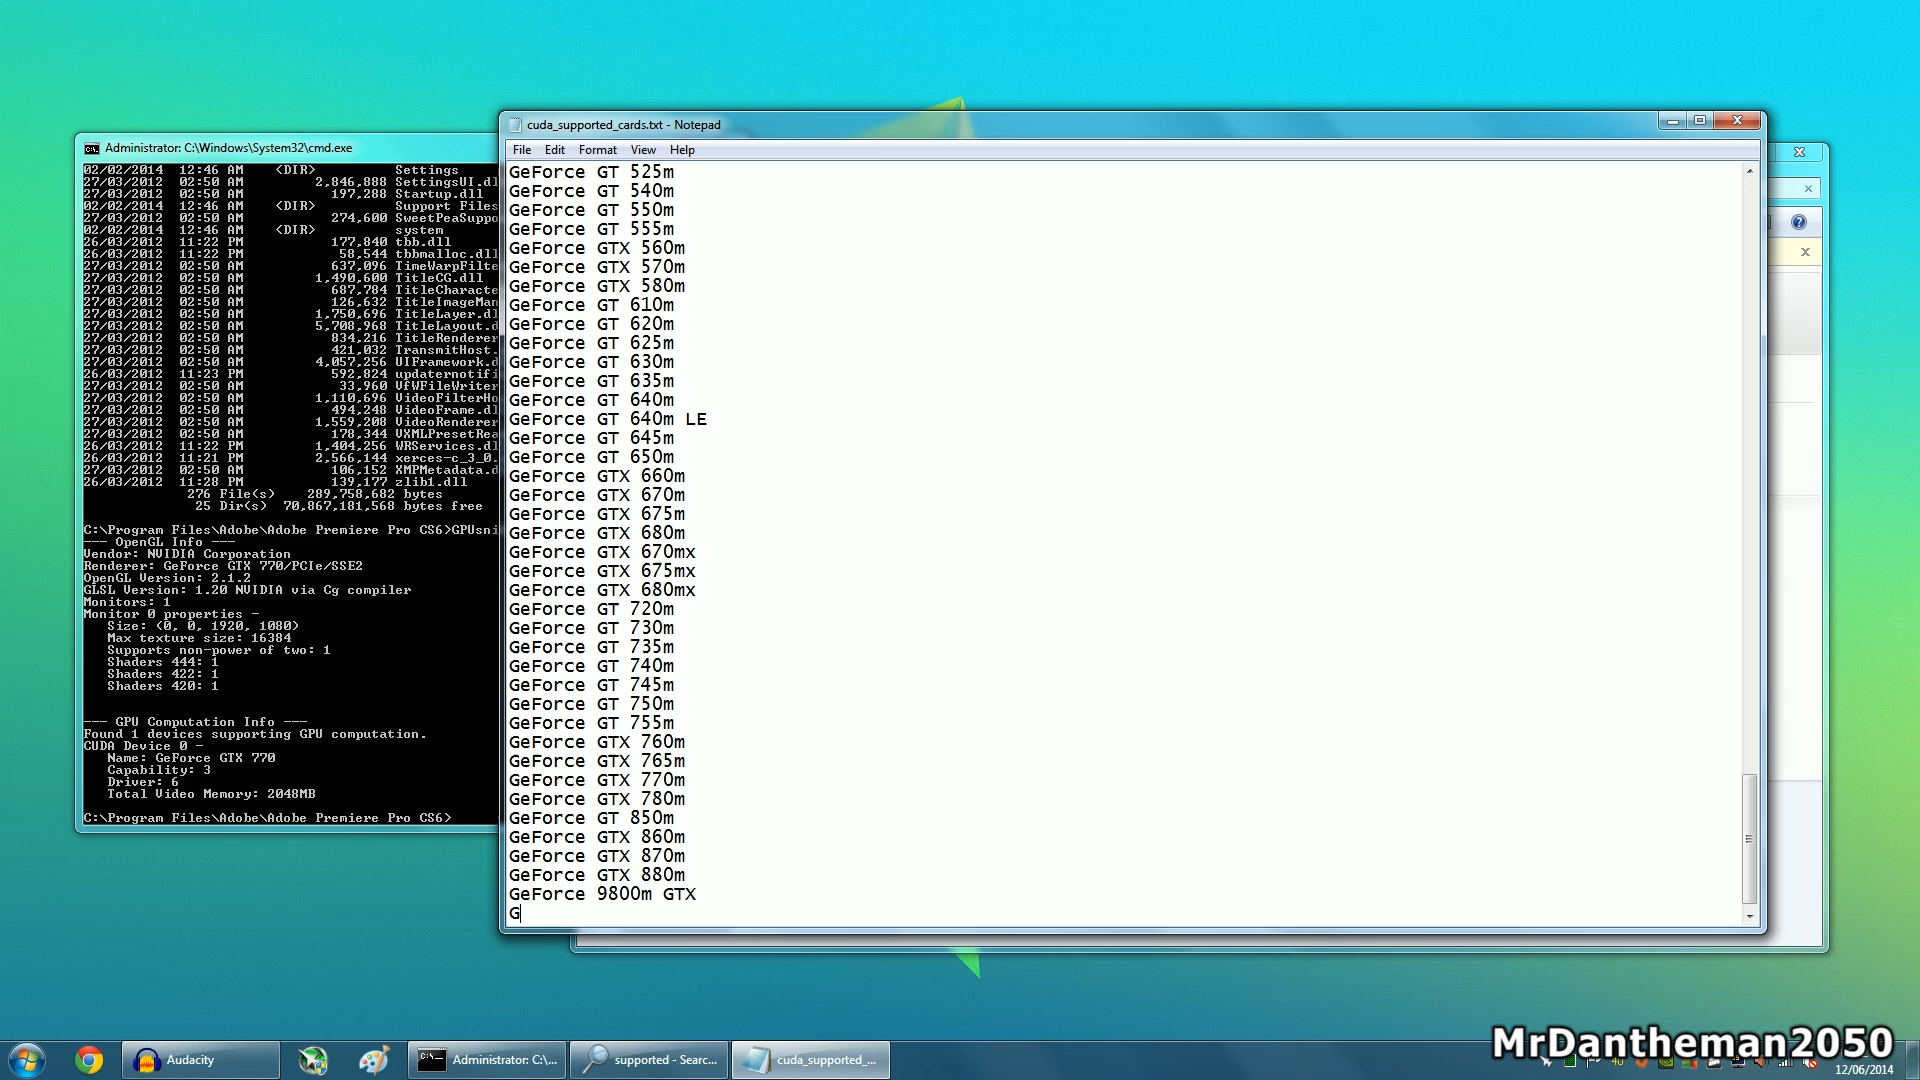 Administrator: C:\Windows\System32\cmd.exe
02/02/2014  12:46 AM    <DIR>          Settings
27/03/2012  02:50 AM         2,846,888 SettingsUI.dl
27/03/2012  02:50 AM           197,288 Startup.dll
02/02/2014  12:46 AM    <DIR>          Support Files
27/03/2012  02:50 AM           274,600 SweetPeaSuppo
02/02/2014  12:46 AM    <DIR>          system
26/03/2012  11:22 PM           177,840 tbb.dll
26/03/2012  11:22 PM            58,544 tbbmalloc.dll
27/03/2012  02:50 AM           637,096 TimeWarpFilte
27/03/2012  02:50 AM         1,490,600 TitleCG.dll
27/03/2012  02:50 AM           687,784 TitleCharacte
27/03/2012  02:50 AM           126,632 TitleImageMan
27/03/2012  02:50 AM         1,750,696 TitleLayer.dll
27/03/2012  02:50 AM         5,708,968 TitleLayout.d
27/03/2012  02:50 AM           834,216 TitleRenderer
27/03/2012  02:50 AM           421,032 TransmitHost.
27/03/2012  02:50 AM         4,057,256 UIFramework.d
26/03/2012  11:23 PM           592,824 updaternotifi
27/03/2012  02:50 AM            33,960 VfWFileWriter
27/03/2012  02:50 AM         1,110,696 VideoFilterHo
27/03/2012  02:50 AM           494,248 VideoFrame.dl
27/03/2012  02:50 AM         1,559,208 VideoRenderer
27/03/2012  02:50 AM           178,344 VXMLPresetRea
26/03/2012  11:22 PM         1,404,256 WRServices.dl
26/03/2012  11:21 PM         2,566,144 xerces-c_3_0.
27/03/2012  02:50 AM           106,152 XMPMetadata.d
26/03/2012  11:28 PM           139,177 zlib1.dll
276 File(s)    289,758,682 bytes
25 Dir(s)  70,867,181,568 bytes free
C:\Program Files\Adobe\Adobe Premiere Pro CS6>GPUsni
--- OpenGL Info ---
Vendor: NVIDIA Corporation
Renderer: GeForce GTX 770/PCIe/SSE2
OpenGL Version: 2.1.2
GLSL Version: 1.20 NVIDIA via Cg compiler
Monitors: 1
Monitor 0 properties -
Size: (0, 0, 1920, 1080)
Max texture size: 16384
Supports non-power of two: 1
Shaders 444: 1
Shaders 422: 1
Shaders 420: 1
--- GPU Computation Info ---
Found 1 devices supporting GPU computation.
CUDA Device 0 -
Name: GeForce GTX 770
Capability: 3
Driver: 6
Total Video Memory: 2048MB
C:\Program Files\Adobe\Adobe Premiere Pro CS6>
cuda_supported_cards.txt - Notepad
File Edit Format View Help
GeForce GT 525m
GeForce GT 540m
GeForce GT 550m
GeForce GT 555m
GeForce GTX 560m
GeForce GTX 570m
GeForce GTX 580m
GeForce GT 610m
GeForce GT 620m
GeForce GT 625m
GeForce GT 630m
GeForce GT 635m
GeForce GT 640m
GeForce GT 640m LE
GeForce GT 645m
GeForce GT 650m
GeForce GTX 660m
GeForce GTX 670m
GeForce GTX 675m
GeForce GTX 680m
GeForce GTX 670mx
GeForce GTX 675mx
GeForce GTX 680mx
GeForce GT 720m
GeForce GT 730m
GeForce GT 735m
GeForce GT 740m
GeForce GT 745m
GeForce GT 750m
GeForce GT 755m
GeForce GTX 760m
GeForce GTX 765m
GeForce GTX 770m
GeForce GTX 780m
GeForce GT 850m
GeForce GTX 860m
GeForce GTX 870m
GeForce GTX 880m
GeForce 9800m GTX
G
Audacity
Administrator: C:\...
supported - Searc...
cuda_supported_...
MrDantheman2050
12/06/2014